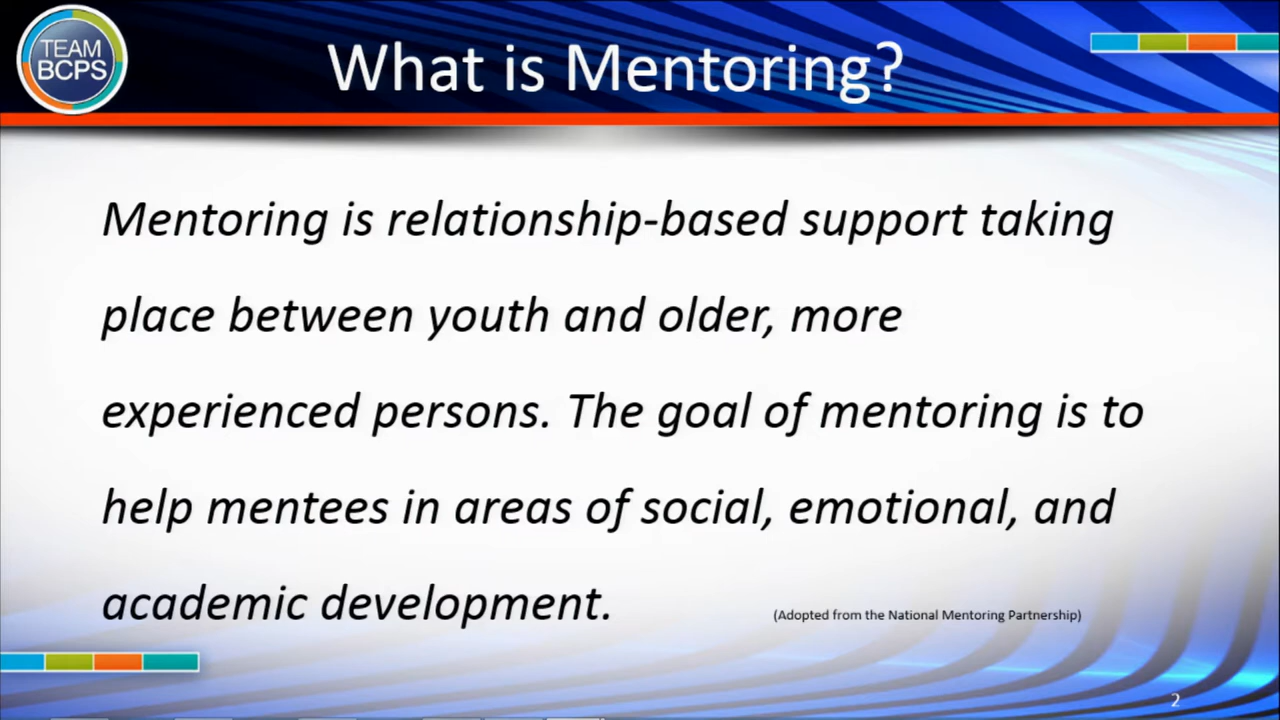 TEAM
BCPS
What is Mentoring?
Mentoring is relationship-based support taking
place between youth and older, more
experienced persons. The goal of mentoring is to
help mentees in areas of social, emotional, and
academic development.
(Adopted from the National Mentoring Partnership)
2